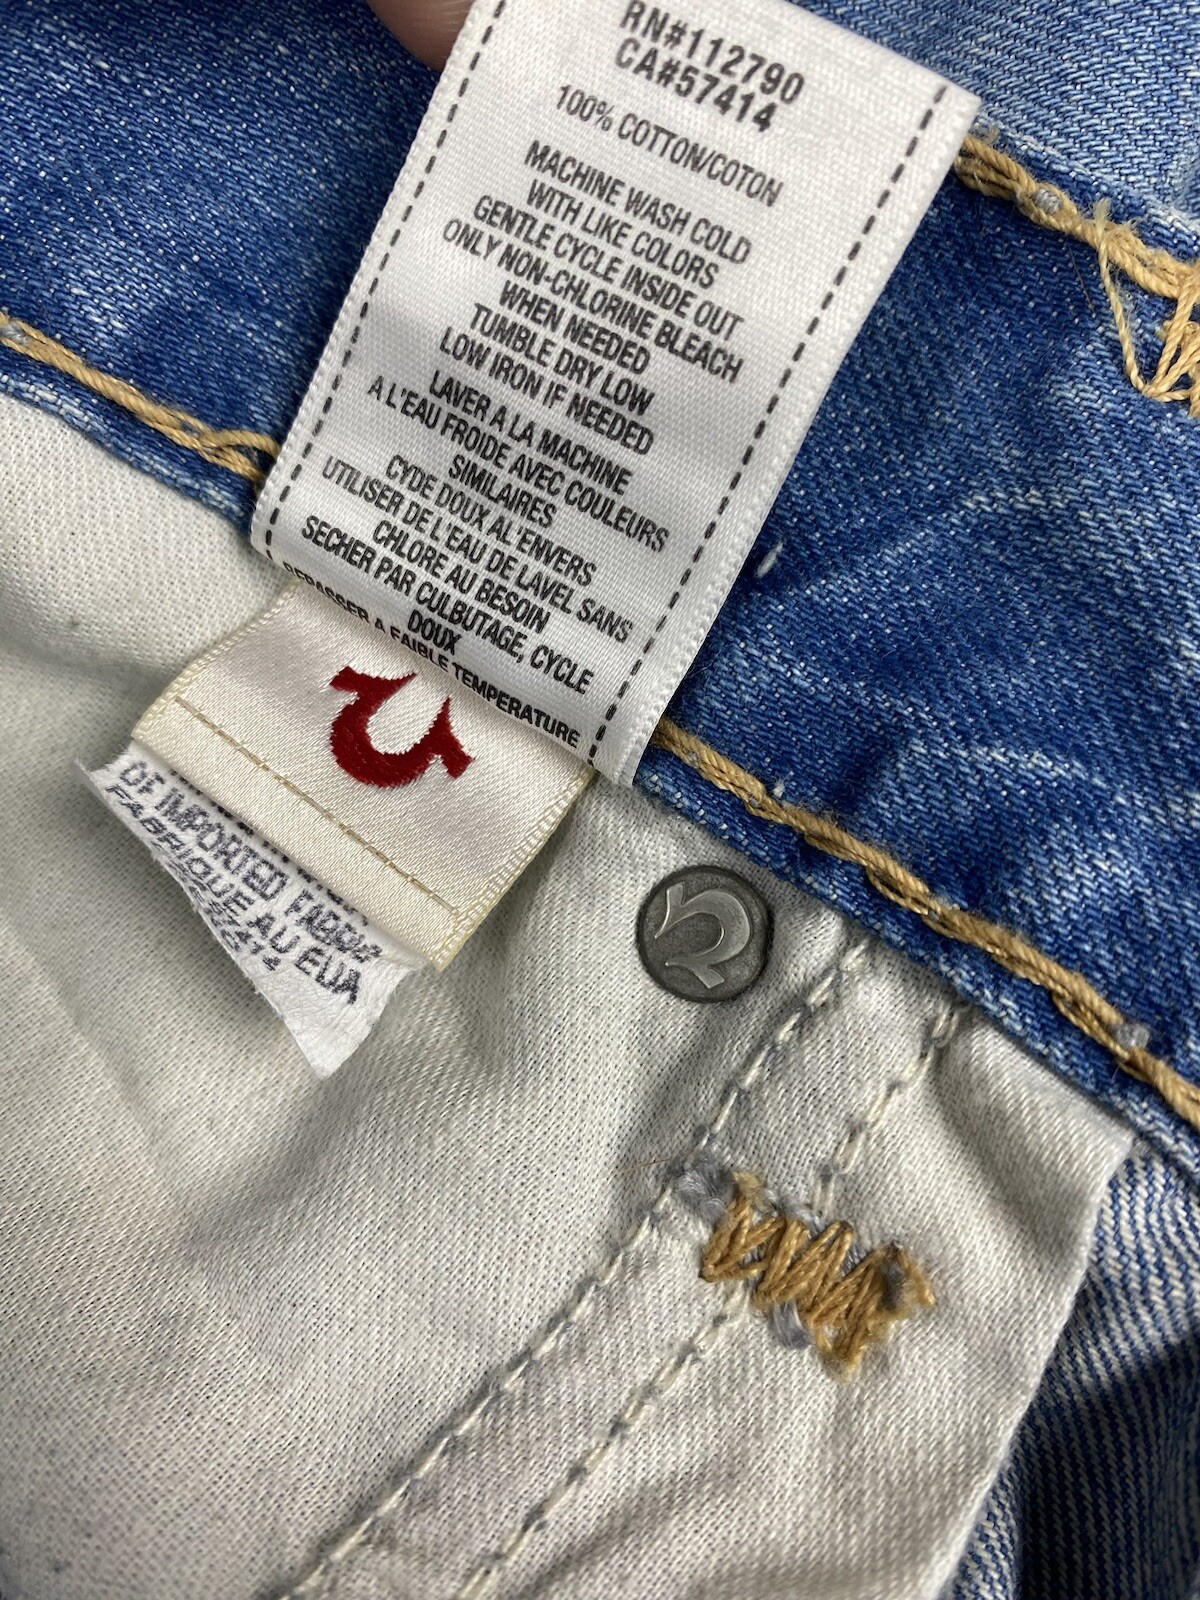 RN#112790
CA#57414
100% COTTON/COTON
MACHINE WASH COLD
WITH LIKE COLORS
GENTLE CYCLE INSIDE OUT
ONLY NON-CHLORINE BLEACH
WHEN NEEDED
TUMBLE DRY LOW
LOW IRON IF NEEDED
LAVER A LA MACHINE
A L'EAU FROIDE AVEC COULEURS
SIMILAIRES
CYDE DOUX AL'ENVERS
UTILISER DE L'EAU DE LAVEL SANS
CHLORE AU BESOIN
SECHER PAR CULBUTAGE, CYCLE
DOUX
REPASSER A FAIBLE TEMPERATURE
OF IMPORTED FABRIC
FABRIQUE AU EUA